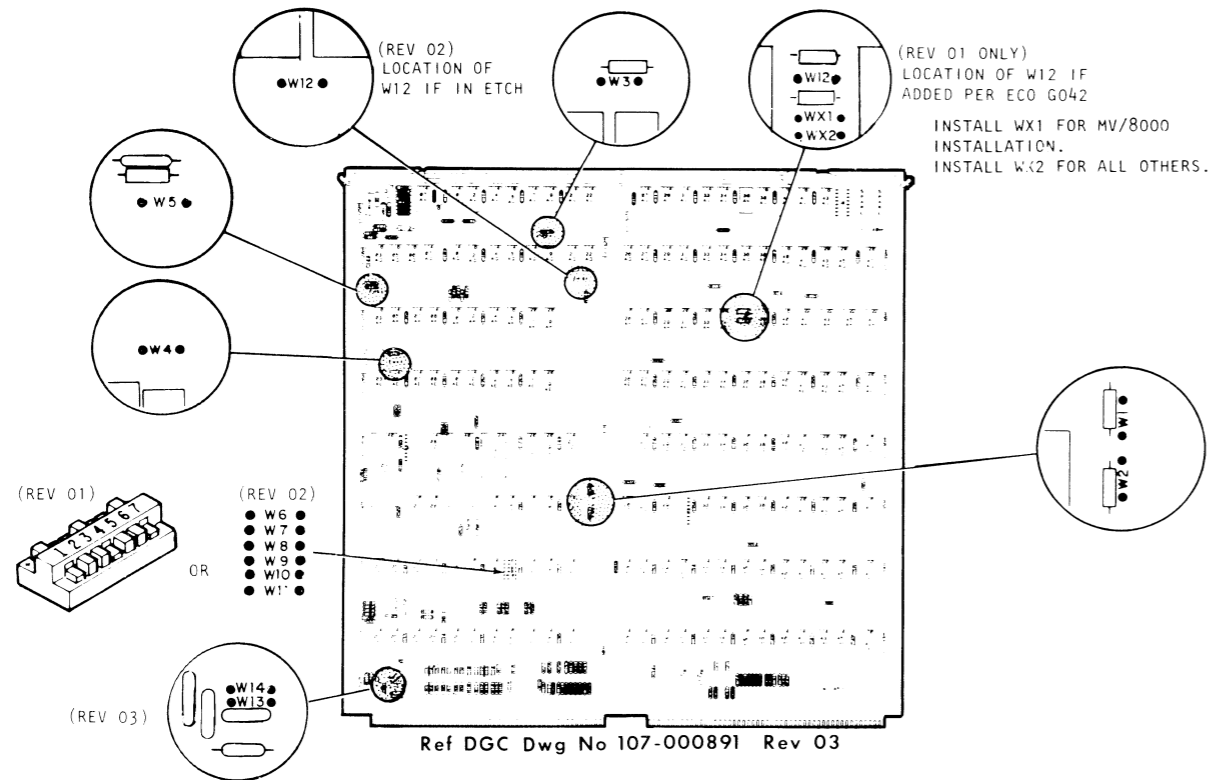 (REV 02)
LOCATION OF
W12 IF IN ETCH
W12
W3
W12
WX1
WX2
(REV 01 ONLY)
LOCATION OF W12 IF
ADDED PER ECO G042
INSTALL WX1 FOR MV/8000
INSTALLATION.
INSTALL WX2 FOR ALL OTHERS.
W5
W4
W1
W2
(REV 01)
1 2 3 4 5 6 7
OR
(REV 02)
W6
W7
W8
W9
W10
W1
(REV 03)
W14
W13
Ref DGC Dwg No 107-000891 Rev 03